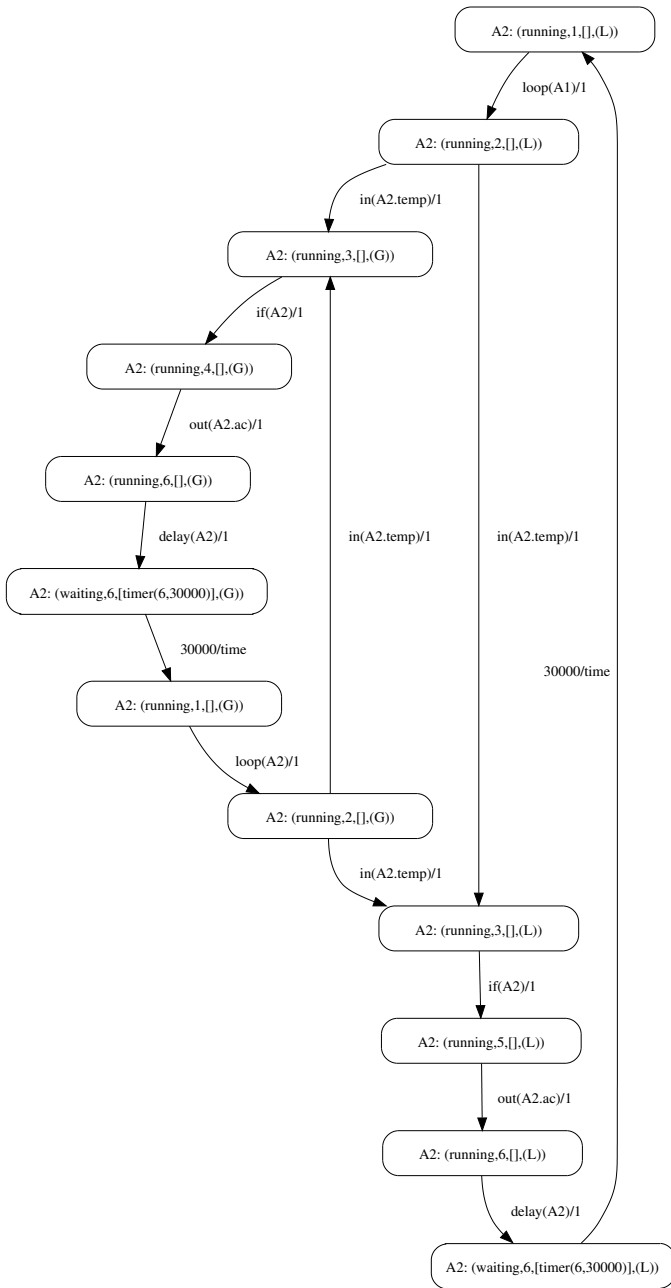 A2: (running,1,[],(L))
loop(A1)/1
A2: (running,2,[],(L))
in(A2.temp)/1
A2: (running,3,[],(G))
if(A2)/1
A2: (running,4,[],(G))
out(A2.ac)/1
A2: (running,6,[],(G))
delay(A2)/1
in(A2.temp)/1
in(A2.temp)/1
A2: (waiting,6,[timer(6,30000)],(G))
30000/time
30000/time
A2: (running,1,[],(G))
loop(A2)/1
A2: (running,2,[],(G))
in(A2.temp)/1
A2: (running,3,[],(L))
if(A2)/1
A2: (running,5,[],(L))
out(A2.ac)/1
A2: (running,6,[],(L))
delay(A2)/1
A2: (waiting,6,[timer(6,30000)],(L))